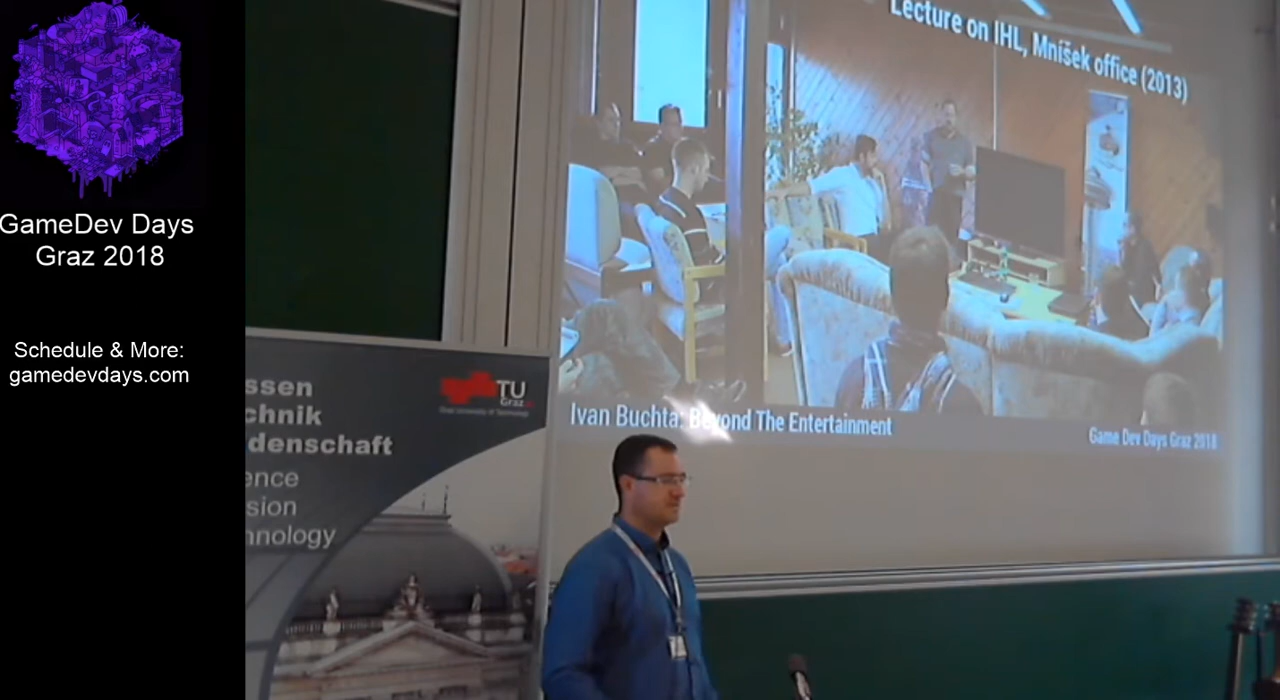 GameDev Days
Graz 2018
Schedule & More:
gamedevdays.com
Lecture on IHL, Mníšek office (2013)
Ivan Buchta: Beyond The Entertainment
Game Dev Days Graz 2018
ssen
chnik
denschaft
ence
sion
hnology
TU
Graz